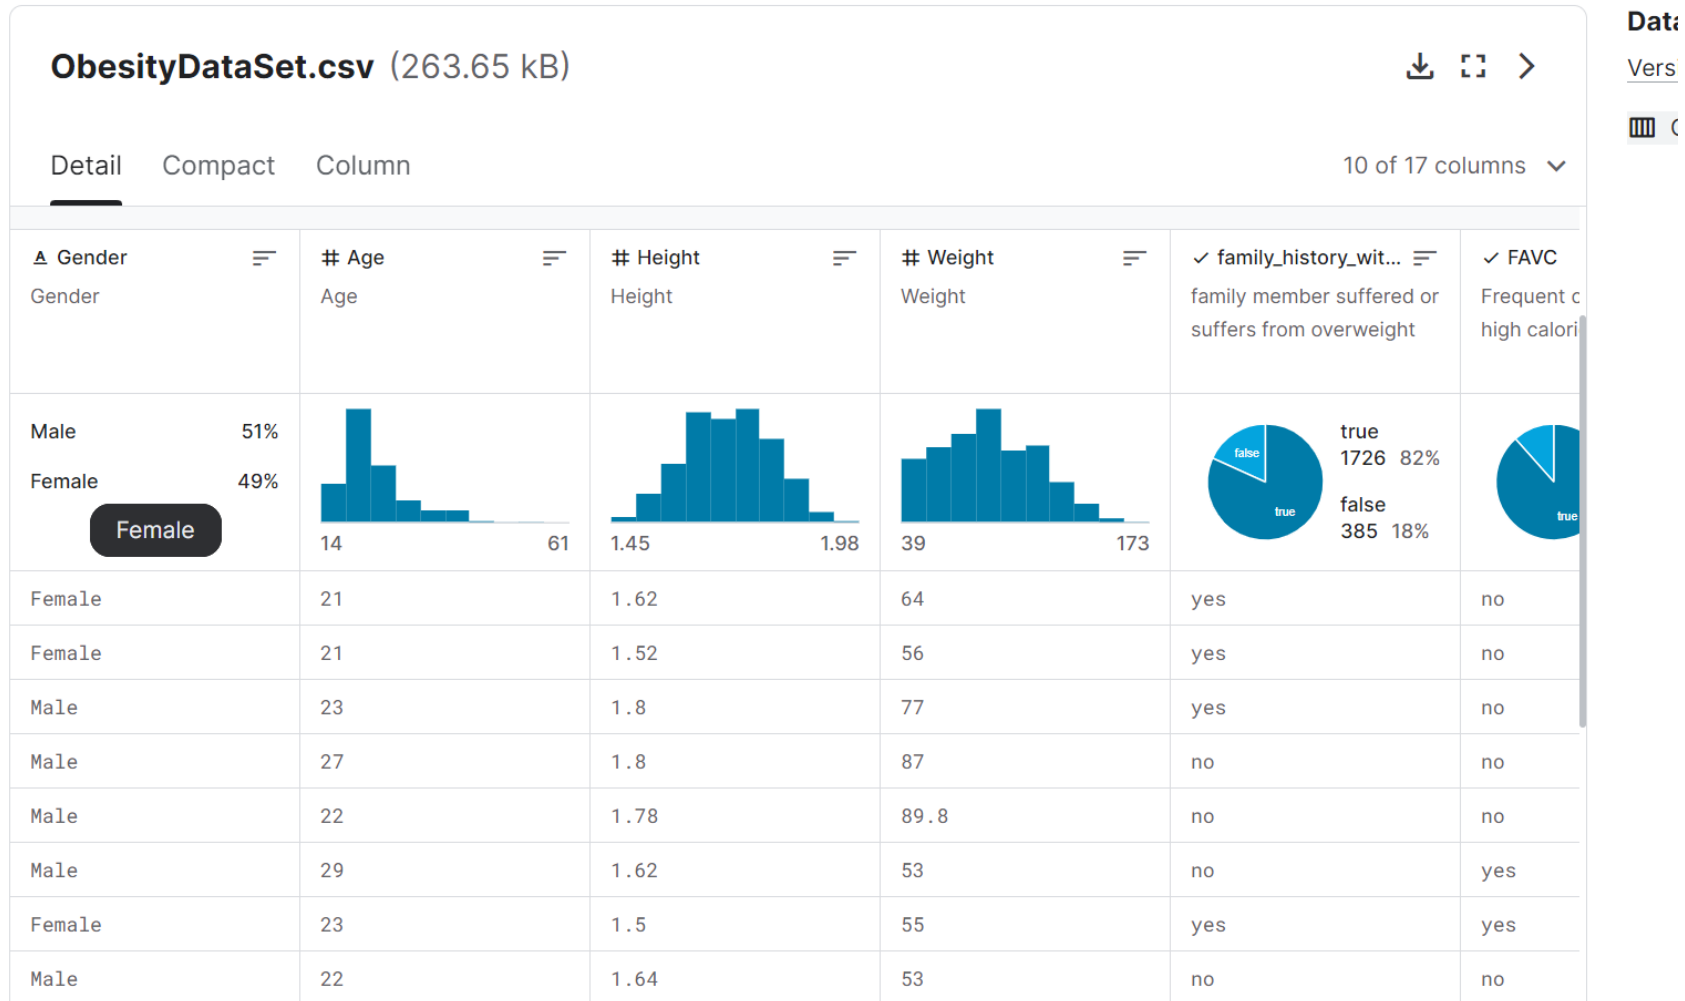 ObesityDataSet.csv (263.65 kB)
Data
Vers
Detail Compact Column
10 of 17 columns
A Gender
# Age
# Height
# Weight
family_history_wit...
FAVC
Gender
Age
Height
Weight
family member suffered or
suffers from overweight
Frequent c
high calori
Male 51%
Female 49%
Female
14 61
1.45 1.98
39 173
false
true
true
1726 82%
false
385 18%
true
Female 21 1.62 64 yes no
Female 21 1.52 56 yes no
Male 23 1.8 77 yes no
Male 27 1.8 87 no no
Male 22 1.78 89.8 no no
Male 29 1.62 53 no yes
Female 23 1.5 55 yes yes
Male 22 1.64 53 no no